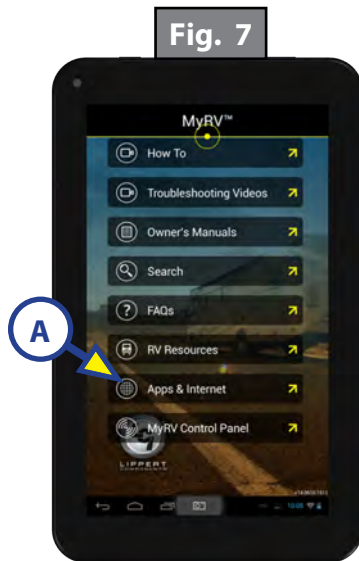 Fig. 7
MyRV™
How To
Troubleshooting Videos
Owner's Manuals
Search
FAQs
RV Resources
A
Apps & Internet
MyRV Control Panel
LIPPERT
COMPONENTS